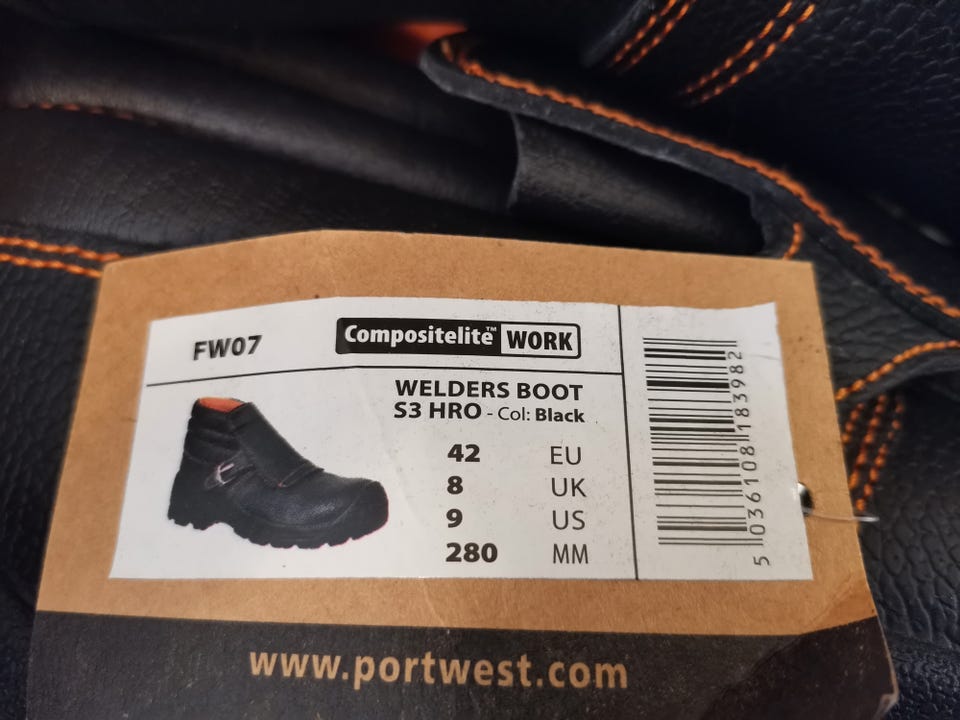 FW07
Compositelite™ WORK
WELDERS BOOT
S3 HRO - Col: Black
42 EU
8 UK
9 US
280 MM
5 036108 183982
www.portwest.com